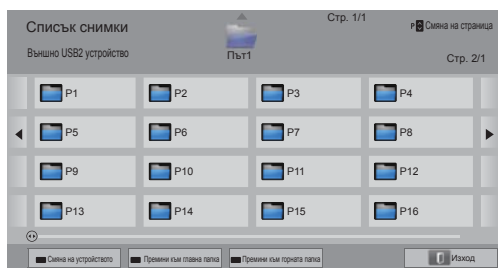 Списък снимки
Стр. 1/1
P Смяна на страница
Външно USB2 устройство
Път1
Стр. 2/1
P1 P2 P3 P4
P5 P6 P7 P8
P9 P10 P11 P12
P13 P14 P15 P16
Смяна на устройството Премини към главна папка Премини към горната папка Изход